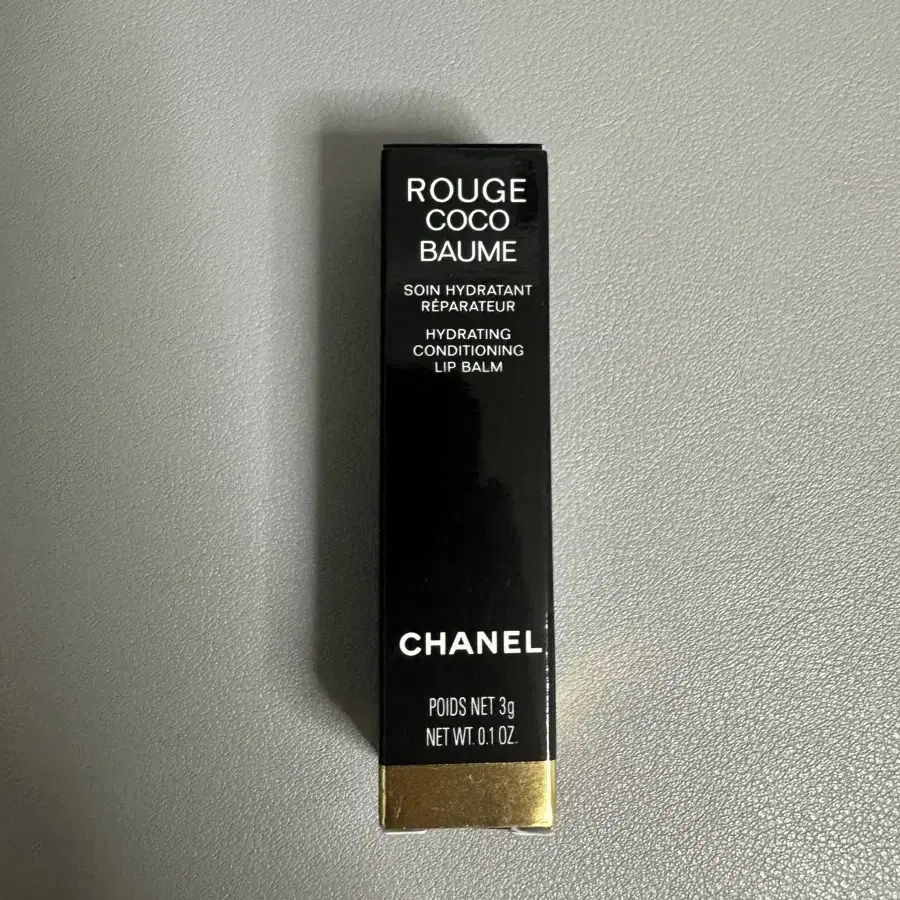 ROUGE
COCO
BAUME
SOIN HYDRATANT
RÉPARATEUR
HYDRATING
CONDITIONING
LIP BALM
CHANEL
POIDS NET 3g
NET WT. 0.1 OZ.